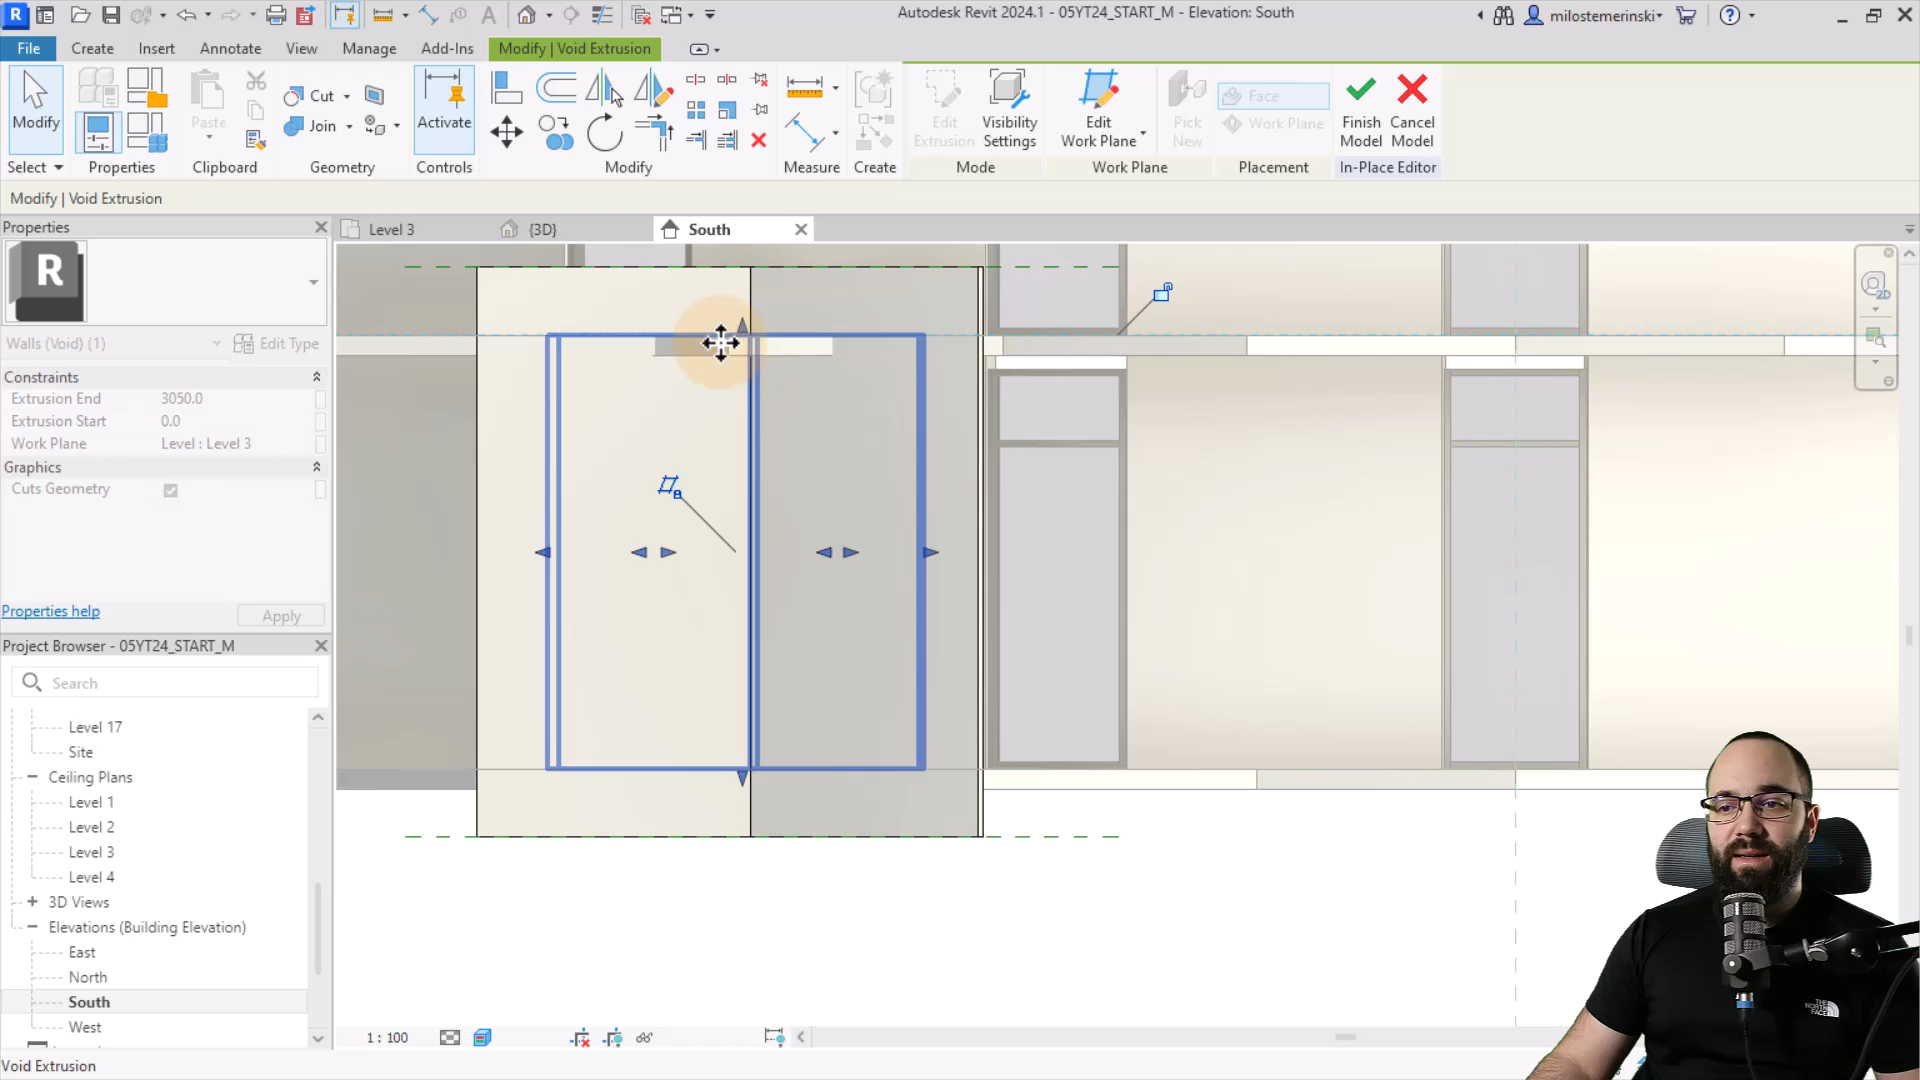 Autodesk Revit 2024.1 - 05YT24_START_M - Elevation: South
milostemerinski
File
Create
Insert
Annotate
View
Manage
Add-Ins
Modify | Void Extrusion
Modify
Select
Properties
Paste
Clipboard
Cut
Join
Geometry
Activate
Controls
Modify
Measure
Create
Edit
Extrusion
Visibility
Settings
Mode
Edit
Work Plane
Work Plane
Pick
New
Face
Work Plane
Placement
Finish
Model
Cancel
Model
In-Place Editor
Modify | Void Extrusion
Properties
R
Walls (Void) (1)
Edit Type
Constraints
Extrusion End 3050.0
Extrusion Start 0.0
Work Plane Level : Level 3
Graphics
Cuts Geometry
Properties help
Apply
Level 3
{3D}
South
2D
Project Browser - 05YT24_START_M
Search
Level 17
Site
Ceiling Plans
Level 1
Level 2
Level 3
Level 4
3D Views
Elevations (Building Elevation)
East
North
South
West
1 : 100
Void Extrusion
THE
NORTH
FACE